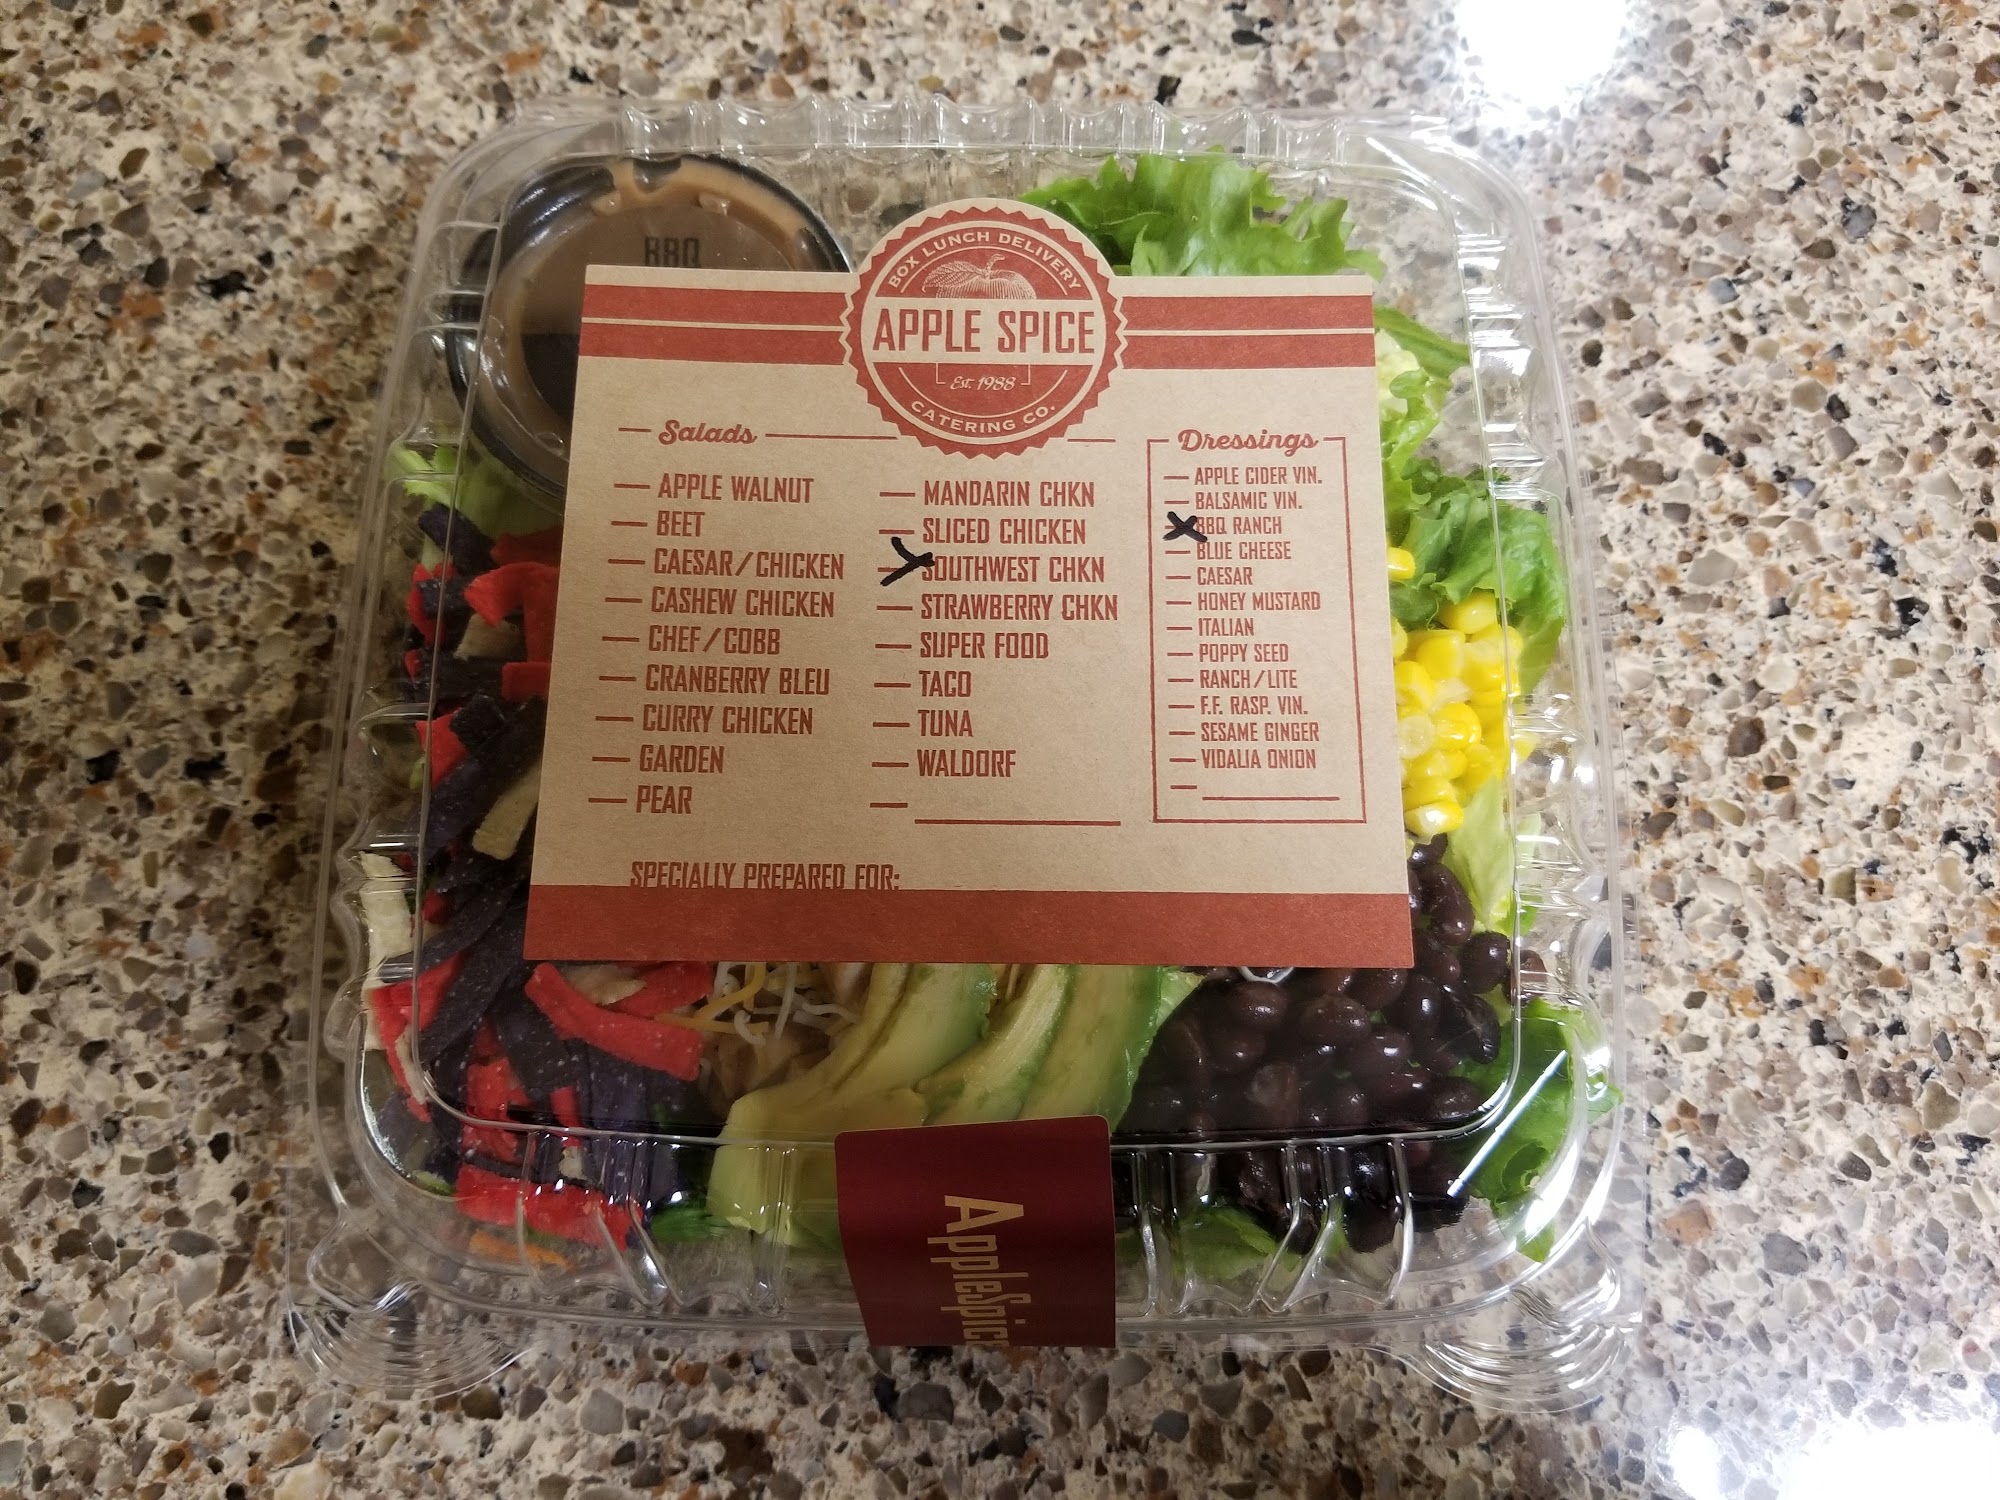 BBQ
BOX LUNCH DELIVERY
APPLE SPICE
Est. 1988
CATERING CO.
Salads
APPLE WALNUT
BEET
CAESAR/CHICKEN
CASHEW CHICKEN
CHEF/COBB
CRANBERRY BLEU
CURRY CHICKEN
GARDEN
PEAR
MANDARIN CHKN
SLICED CHICKEN
SOUTHWEST CHKN
STRAWBERRY CHKN
SUPER FOOD
TACO
TUNA
WALDORF
Dressings
APPLE CIDER VIN.
BALSAMIC VIN.
BBQ RANCH
BLUE CHEESE
CAESAR
HONEY MUSTARD
ITALIAN
POPPY SEED
RANCH/LITE
F.F. RASP. VIN.
SESAME GINGER
VIDALIA ONION
SPECIALLY PREPARED FOR:
AppleSpice